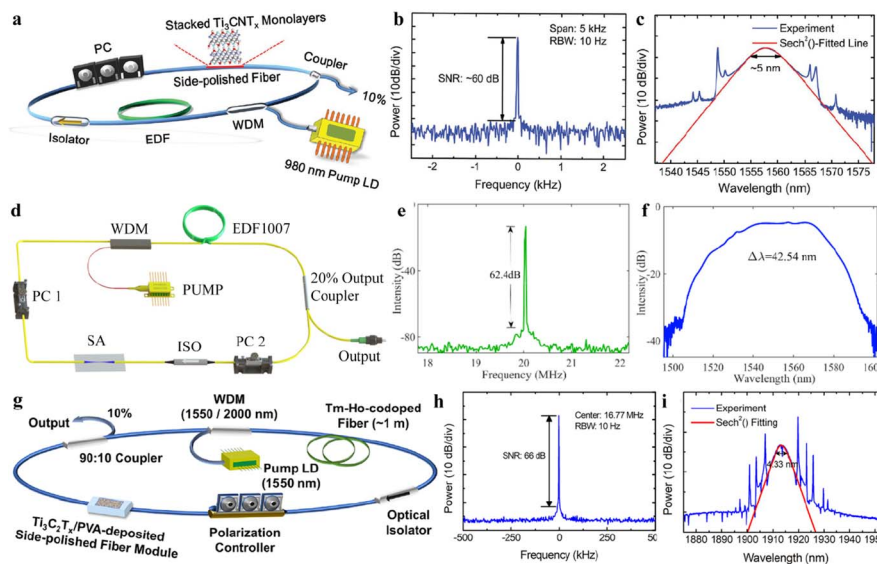 a
Stacked Ti₃CNTₓ Monolayers
PC
Side-polished Fiber
Coupler
10%
Isolator
EDF
WDM
980 nm Pump LD
b
Power (10dB/div)
Span: 5 kHz
RBW: 10 Hz
SNR: ~60 dB
-2 -1 0 1 2
Frequency (kHz)
c
Power (10 dB/div)
Experiment
Sech²()-Fitted Line
~5 nm
1540 1545 1550 1555 1560 1565 1570 1575
Wavelength (nm)
d
WDM
EDF1007
PC 1
PUMP
20% Output
Coupler
SA
ISO
PC 2
Output
e
Intensity (dB)
0
-40
-80
62.4dB
18 19 20 21 22
Frequency (MHz)
f
Intensity (dB)
0
-20
-40
Δλ=42.54 nm
1500 1520 1540 1560 1580
Wavelength (nm)
g
Output
10%
WDM
(1550 / 2000 nm)
Tm-Ho-codoped
Fiber (~1 m)
90:10 Coupler
Pump LD
(1550 nm)
Ti₃C₂Tₓ/PVA-deposited
Side-polished Fiber Module
Polarization
Controller
Optical
Isolator
h
Power (10 dB/div)
Center: 16.77 MHz
RBW: 10 Hz
SNR: 66 dB
-500 -250 0 250 500
Frequency (kHz)
i
Power (10 dB/div)
Experiment
Sech²() Fitting
4.33 nm
1880 1890 1900 1910 1920 1930 1940
Wavelength (nm)